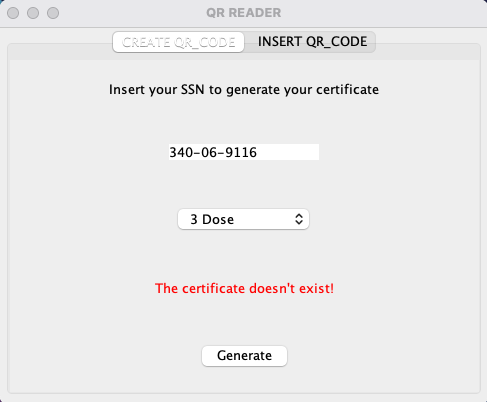 QR READER
CREATE QR_CODE INSERT QR_CODE
Insert your SSN to generate your certificate
340-06-9116
3 Dose
The certificate doesn't exist!
Generate